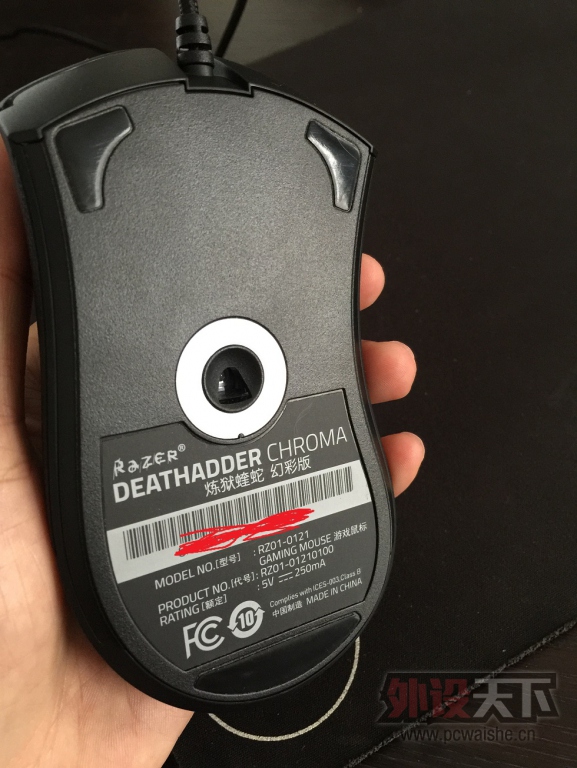 RAZER®
DEATHADDER CHROMA
炼狱蝰蛇 幻彩版
MODEL NO.[型号] : RZ01-0121
GAMING MOUSE 游戏鼠标
PRODUCT NO.[代号]: RZ01-01210100
RATING [额定] : 5V ⎓ 250mA
Complies with ICES-003,Class B
中国制造 MADE IN CHINA
FC 10
外设天下
www.pcwaishe.cn